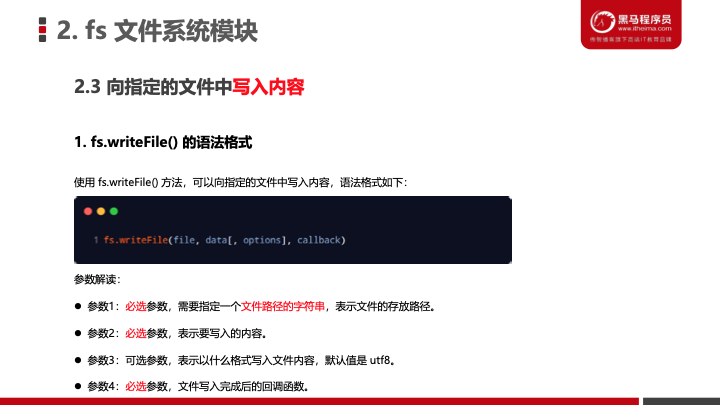 2. fs 文件系统模块
黑马程序员
www.itheima.com
传智播客旗下高端IT教育品牌
2.3 向指定的文件中写入内容
1. fs.writeFile() 的语法格式
使用 fs.writeFile() 方法，可以向指定的文件中写入内容，语法格式如下：
1 fs.writeFile(file, data[, options], callback)
参数解读：
● 参数1：必选参数，需要指定一个文件路径的字符串，表示文件的存放路径。
● 参数2：必选参数，表示要写入的内容。
● 参数3：可选参数，表示以什么格式写入文件内容，默认值是 utf8。
● 参数4：必选参数，文件写入完成后的回调函数。